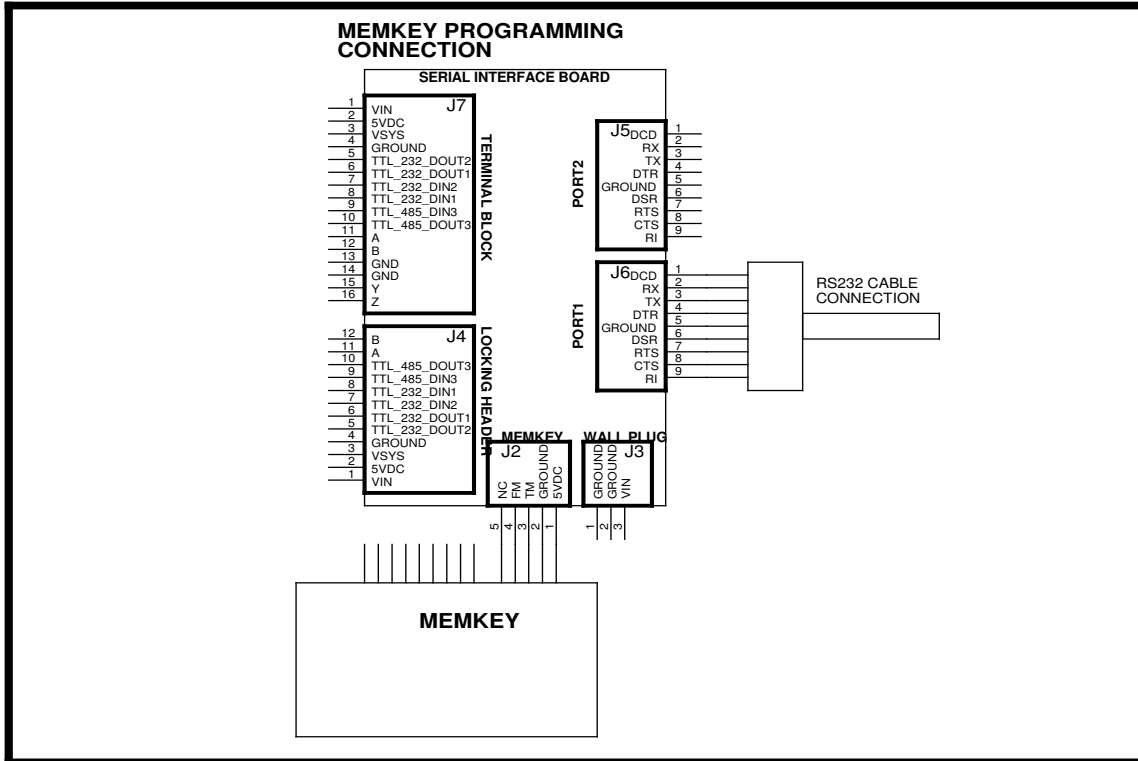 MEMKEY PROGRAMMING
CONNECTION
SERIAL INTERFACE BOARD
J7
TERMINAL BLOCK
1 VIN
2 5VDC
3 VSYS
4 GROUND
5 TTL_232_DOUT2
6 TTL_232_DOUT1
7 TTL_232_DIN2
8 TTL_232_DIN1
9 TTL_485_DIN3
10 TTL_485_DOUT3
11 A
12 B
13 GND
14 GND
15 Y
16 Z
J5
PORT2
DCD 1
RX 2
TX 3
DTR 4
GROUND 5
DSR 6
RTS 7
CTS 8
RI 9
J6
PORT1
DCD 1
RX 2
TX 3
DTR 4
GROUND 5
DSR 6
RTS 7
CTS 8
RI 9
RS232 CABLE
CONNECTION
J4
LOCKING HEADER
12 B
11 A
10 TTL_485_DOUT3
9 TTL_485_DIN3
8 TTL_232_DIN1
7 TTL_232_DIN2
6 TTL_232_DOUT1
5 TTL_232_DOUT2
4 GROUND
3 VSYS
2 5VDC
1 VIN
MEMKEY
J2
NC 5
FM 4
TM 3
GROUND 2
5VDC 1
WALL PLUG
J3
GROUND 1
GROUND 2
VIN 3
MEMKEY